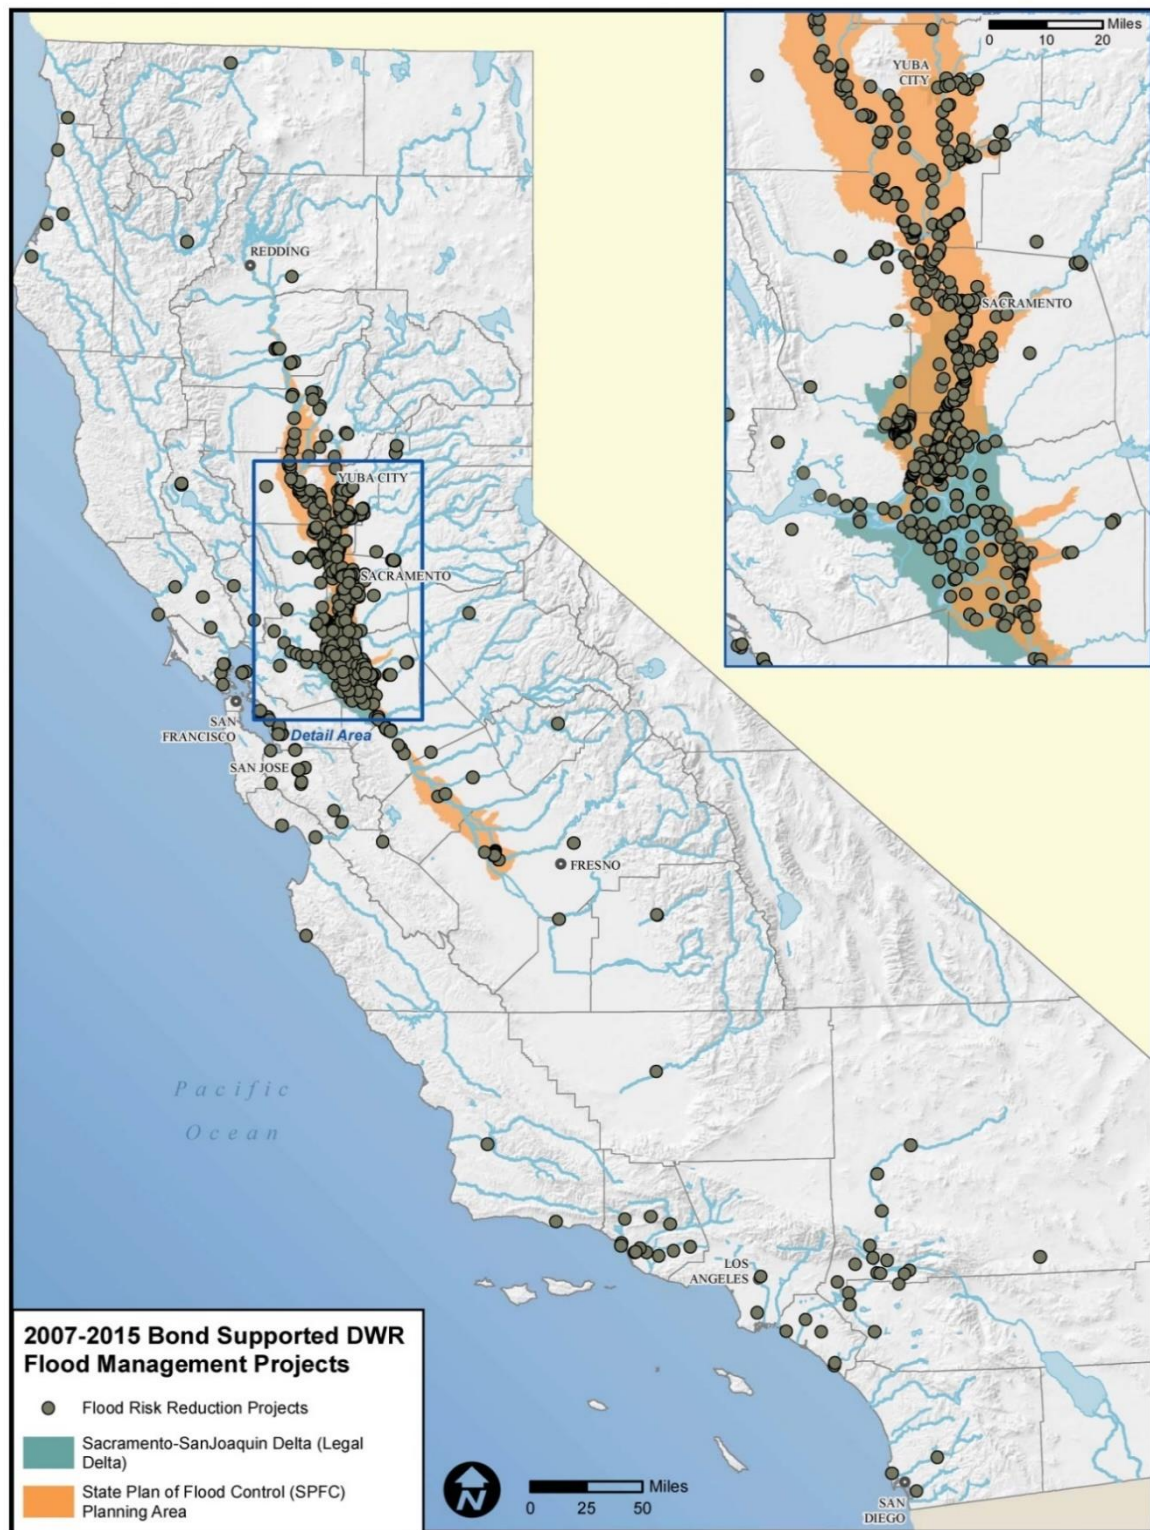 Miles
0 10 20
YUBA
CITY
SACRAMENTO
REDDING
YUBA CITY
SACRAMENTO
SAN
FRANCISCO
Detail Area
SAN JOSE
FRESNO
Pacific
Ocean
LOS
ANGELES
SAN
DIEGO
2007-2015 Bond Supported DWR
Flood Management Projects
Flood Risk Reduction Projects
Sacramento-SanJoaquin Delta (Legal
Delta)
State Plan of Flood Control (SPFC)
Planning Area
N
Miles
0 25 50